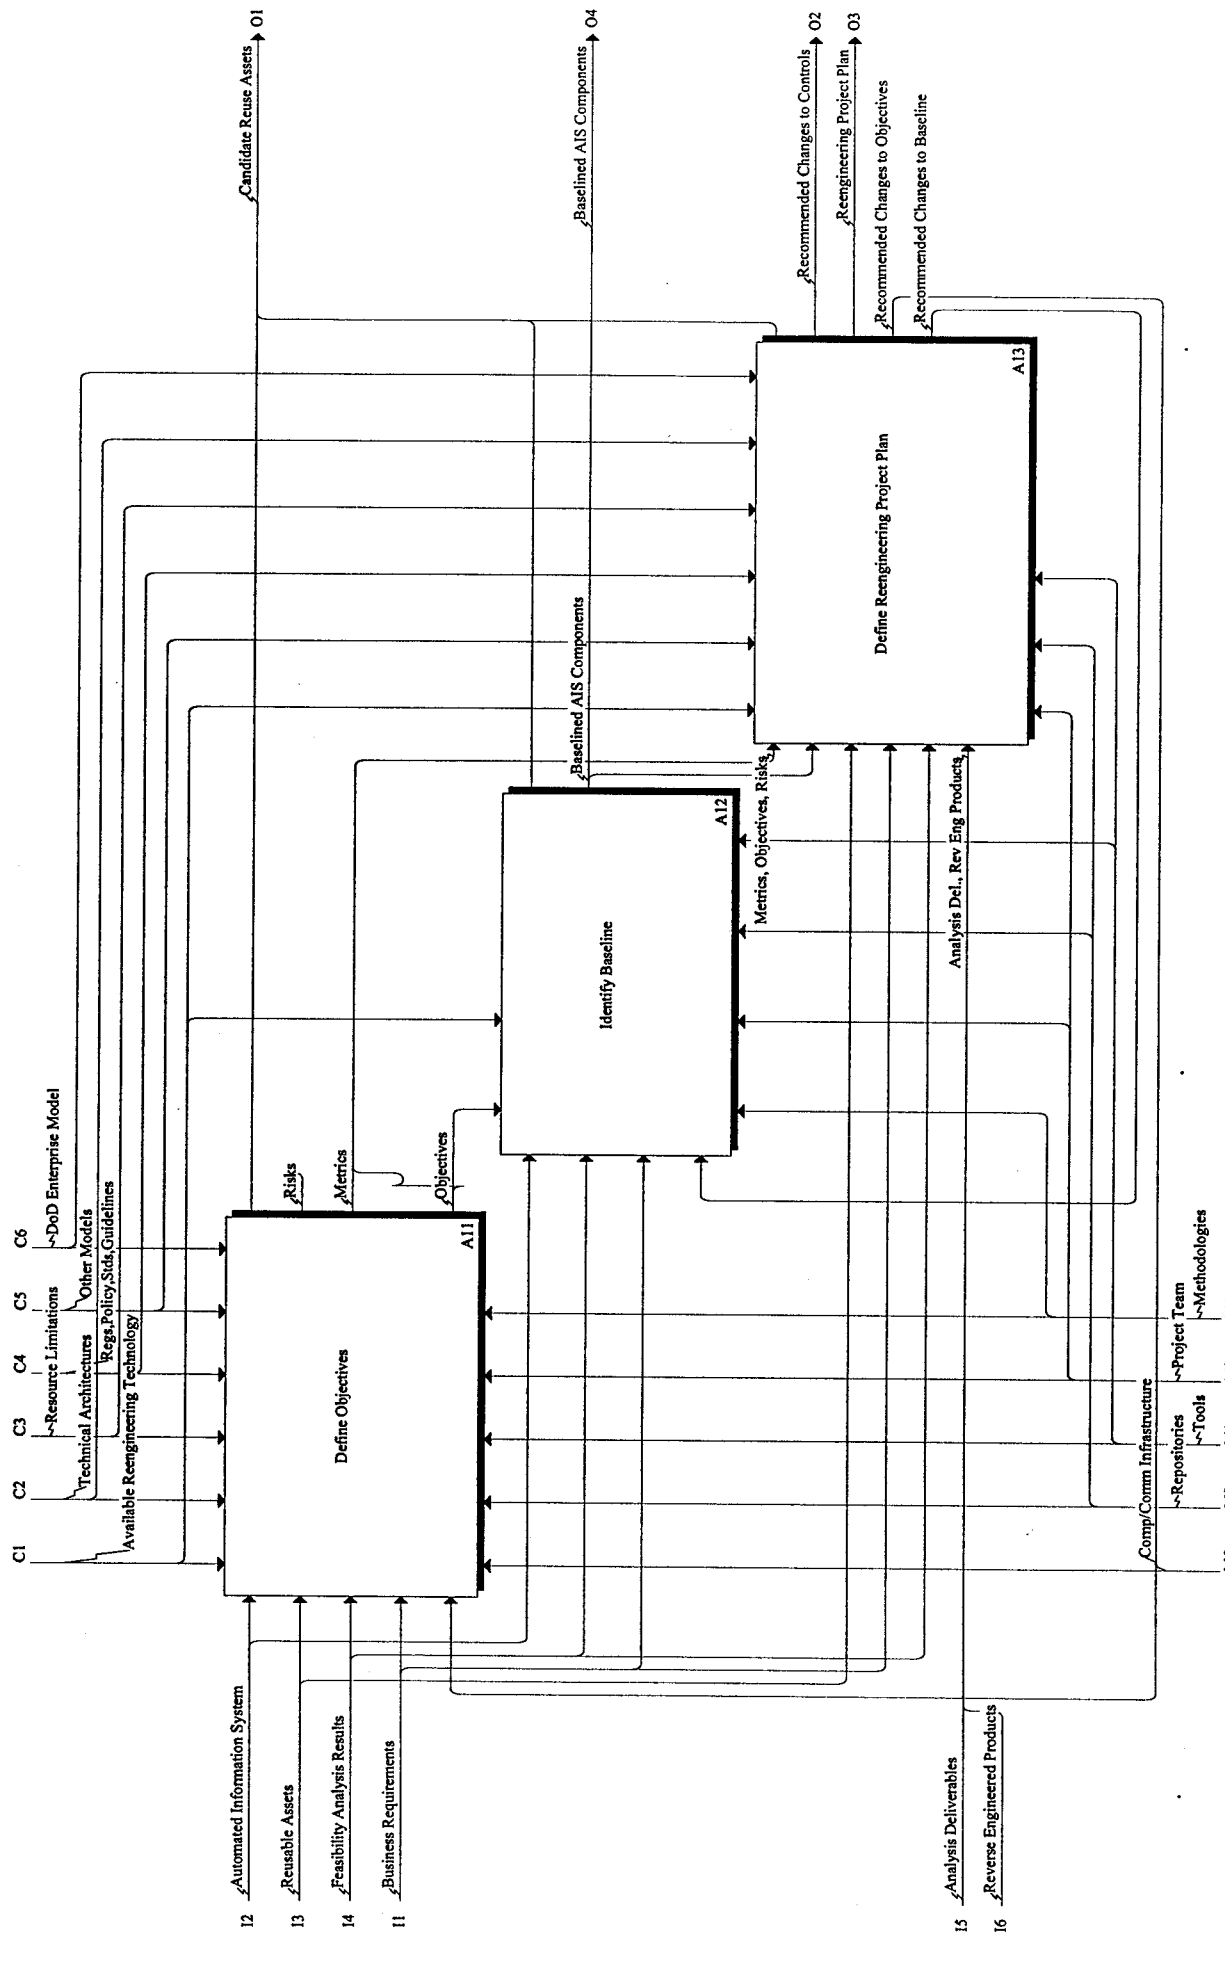 C1
C2
C3
C4
C5
C6
Resource Limitations
DoD Enterprise Model
Technical Architectures
Other Models
Regs,Policy,Stds,Guidelines
Available Reengineering Technology
I2
Automated Information System
I3
Reusable Assets
I4
Feasibility Analysis Results
I1
Business Requirements
Define Objectives
A11
Risks
Metrics
Objectives
Candidate Reuse Assets
O1
Identify Baseline
A12
Baselined AIS Components
Baselined AIS Components
O4
Metrics, Objectives, Risks
Analysis Del., Rev Eng Products
Define Reengineering Project Plan
A13
Recommended Changes to Controls
O2
Reengineering Project Plan
O3
Recommended Changes to Objectives
Recommended Changes to Baseline
I5
Analysis Deliverables
I6
Reverse Engineered Products
Comp/Comm Infrastructure
Repositories
Project Team
Tools
Methodologies